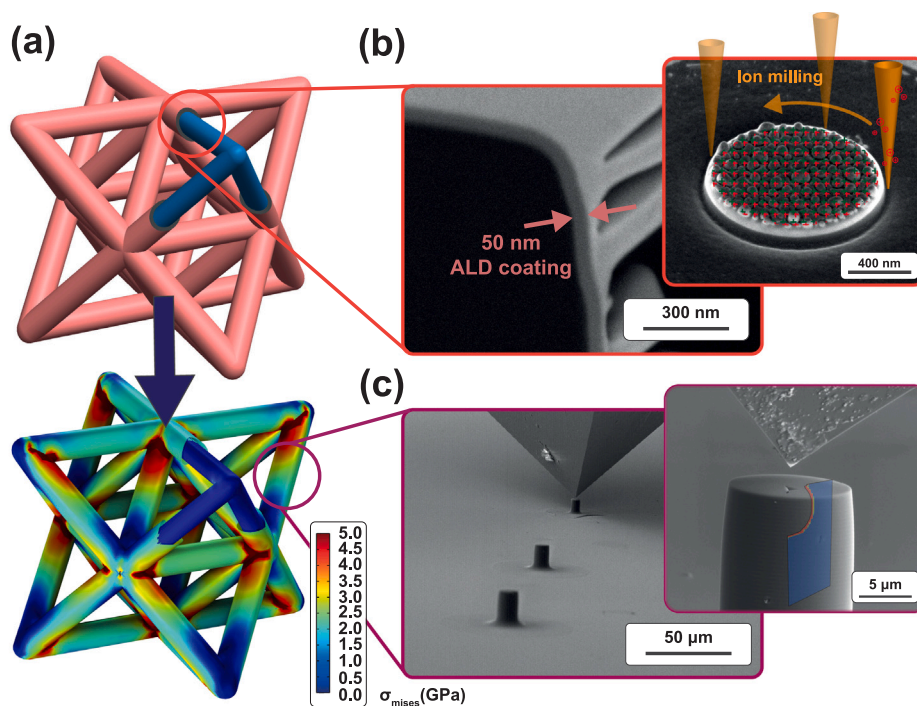 (a)
(b)
Ion milling
50 nm
ALD coating
300 nm
400 nm
(c)
5.0
4.5
4.0
3.5
3.0
2.5
2.0
1.5
1.0
0.5
0.0
σmises(GPa)
50 µm
5 µm